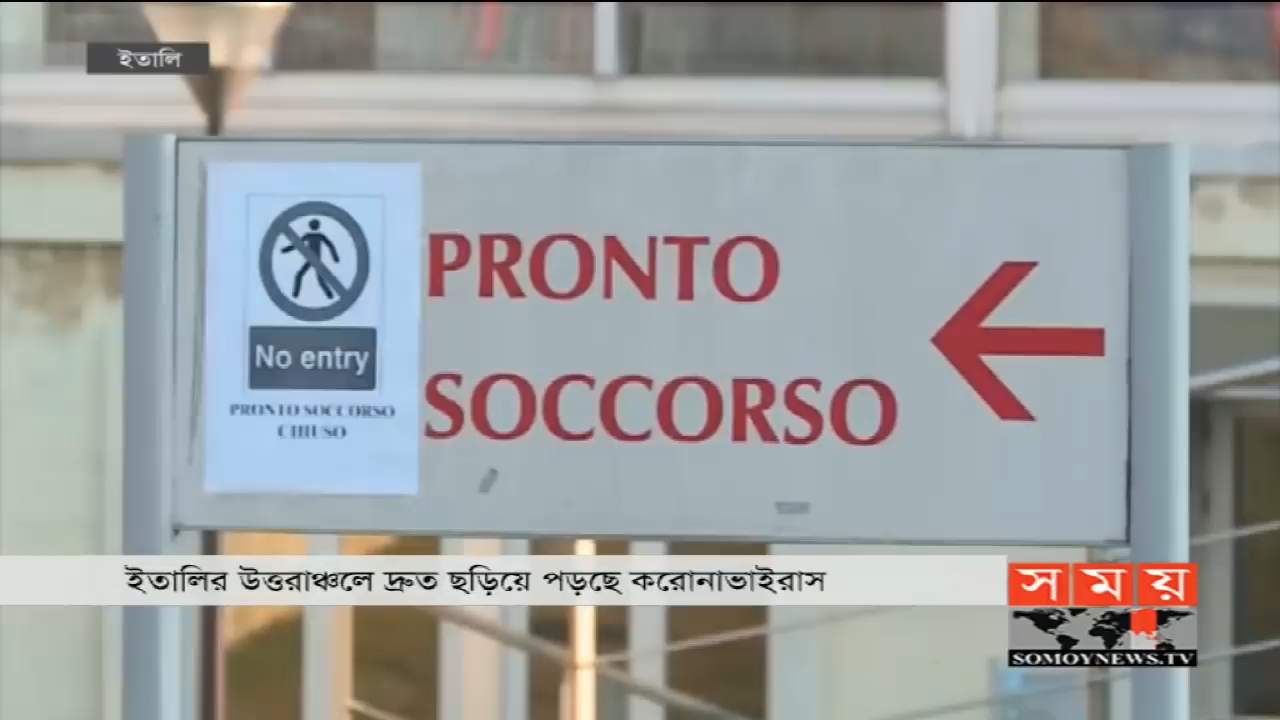 ইতালি
No entry
PRONTO SOCCORSO
CHIUSO
PRONTO
SOCCORSO
ইতালির উত্তরাঞ্চলে দ্রুত ছড়িয়ে পড়ছে করোনাভাইরাস
সময়
SOMOYNEWS.TV